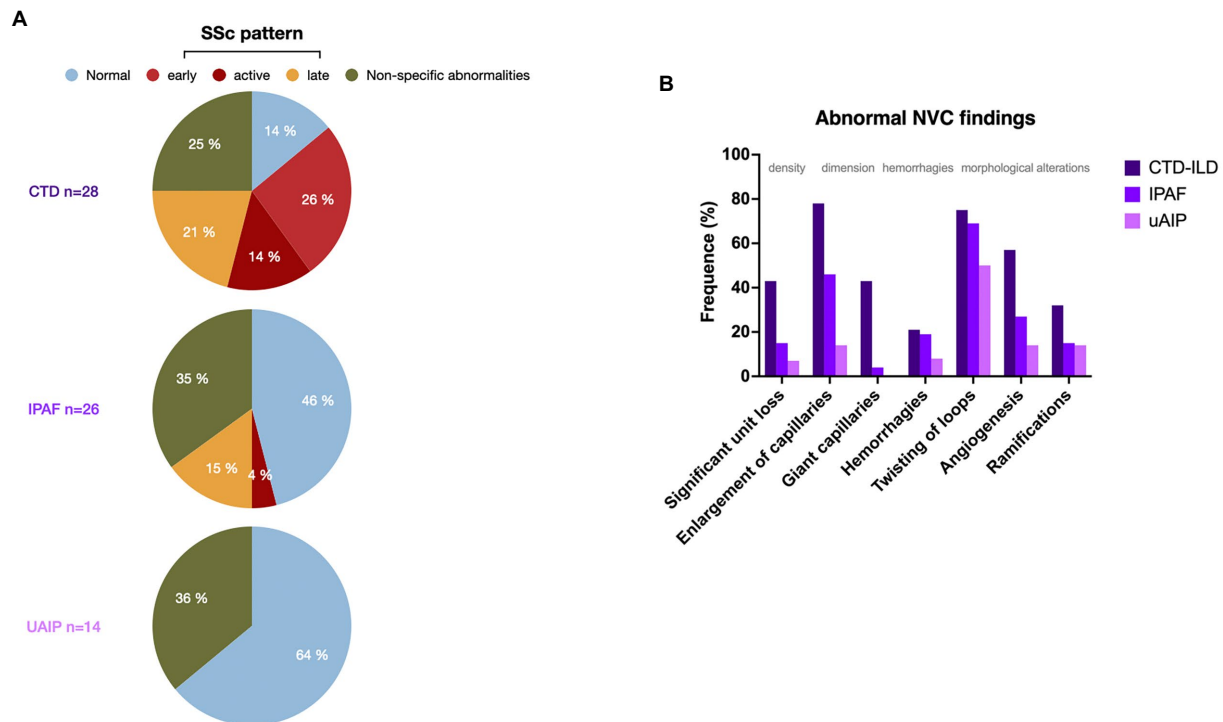 A
SSc pattern
Normal early active late Non-specific abnormalities
CTD n=28
14 %
26 %
14 %
21 %
25 %
IPAF n=26
46 %
4 %
15 %
35 %
UAIP n=14
64 %
36 %
B
Abnormal NVC findings
density dimension hemorrhagies morphological alterations
CTD-ILD
IPAF
uAIP
Frequence (%)
100
80
60
40
20
0
Significant unit loss
Enlargement of capillaries
Giant capillaries
Hemorrhagies
Twisting of loops
Angiogenesis
Ramifications